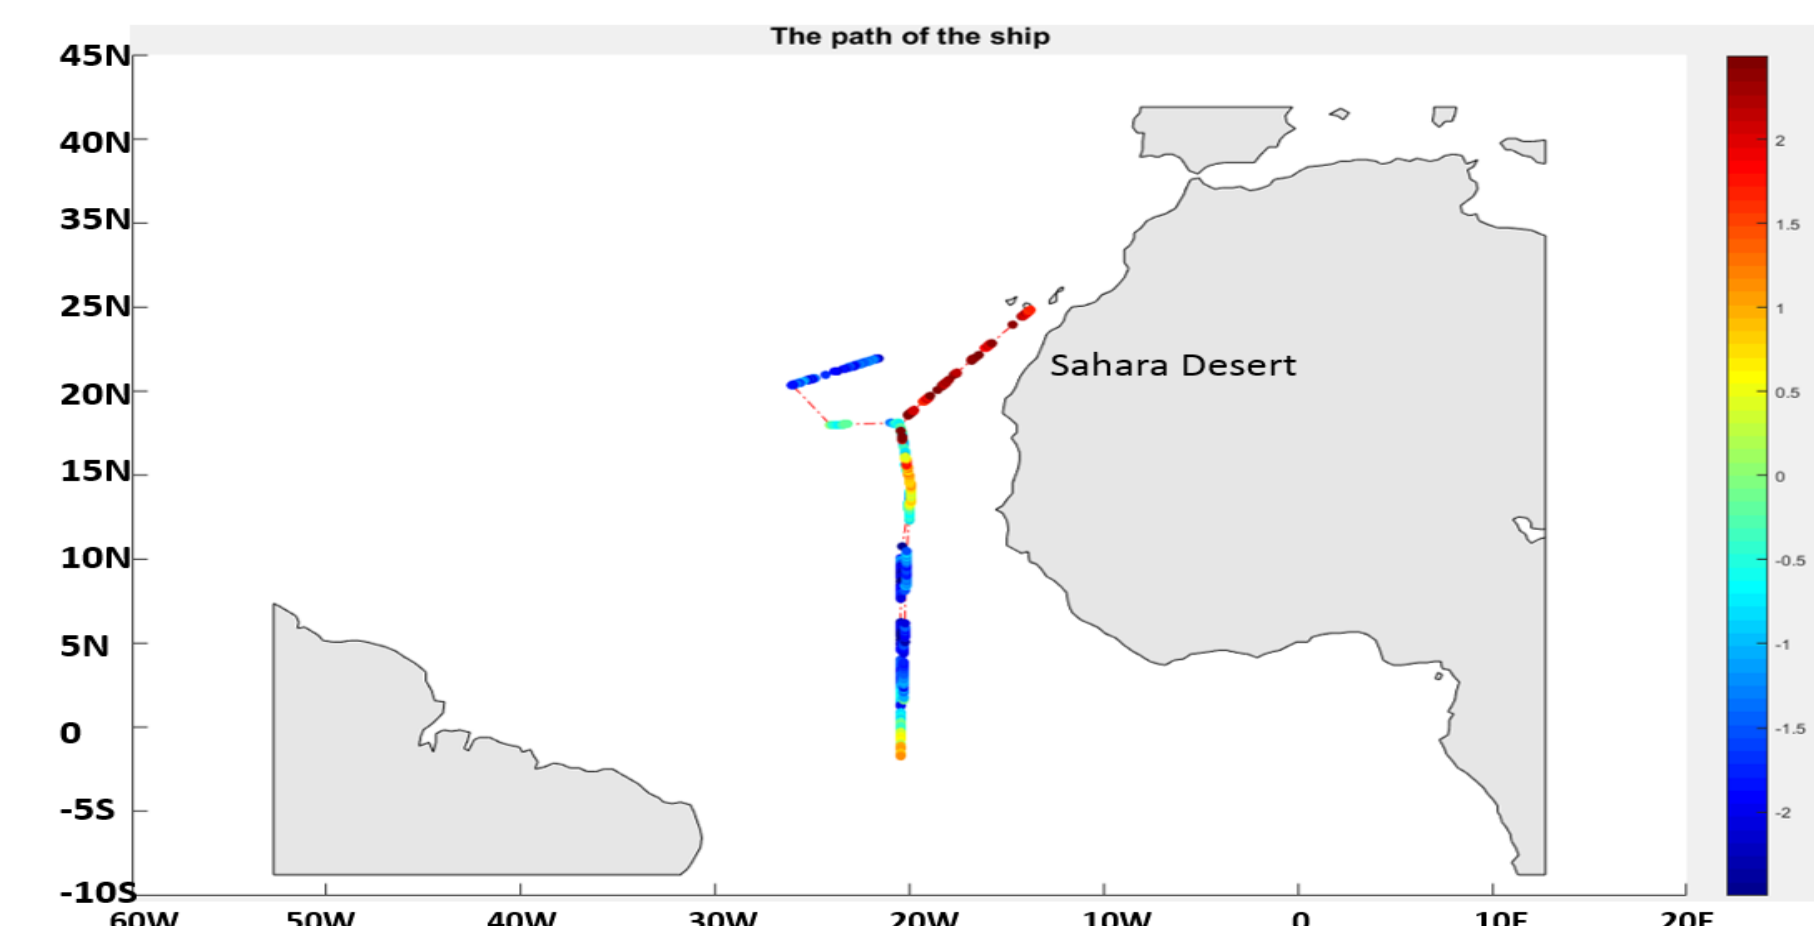 The path of the ship
45N
40N
35N
25N
20N
15N
10N
5N
0
-5S
-10S
60W 50W 40W 30W 20W 10W 0 10E 20E
Sahara Desert
2
1.5
1
0.5
0
-0.5
-1
-1.5
-2